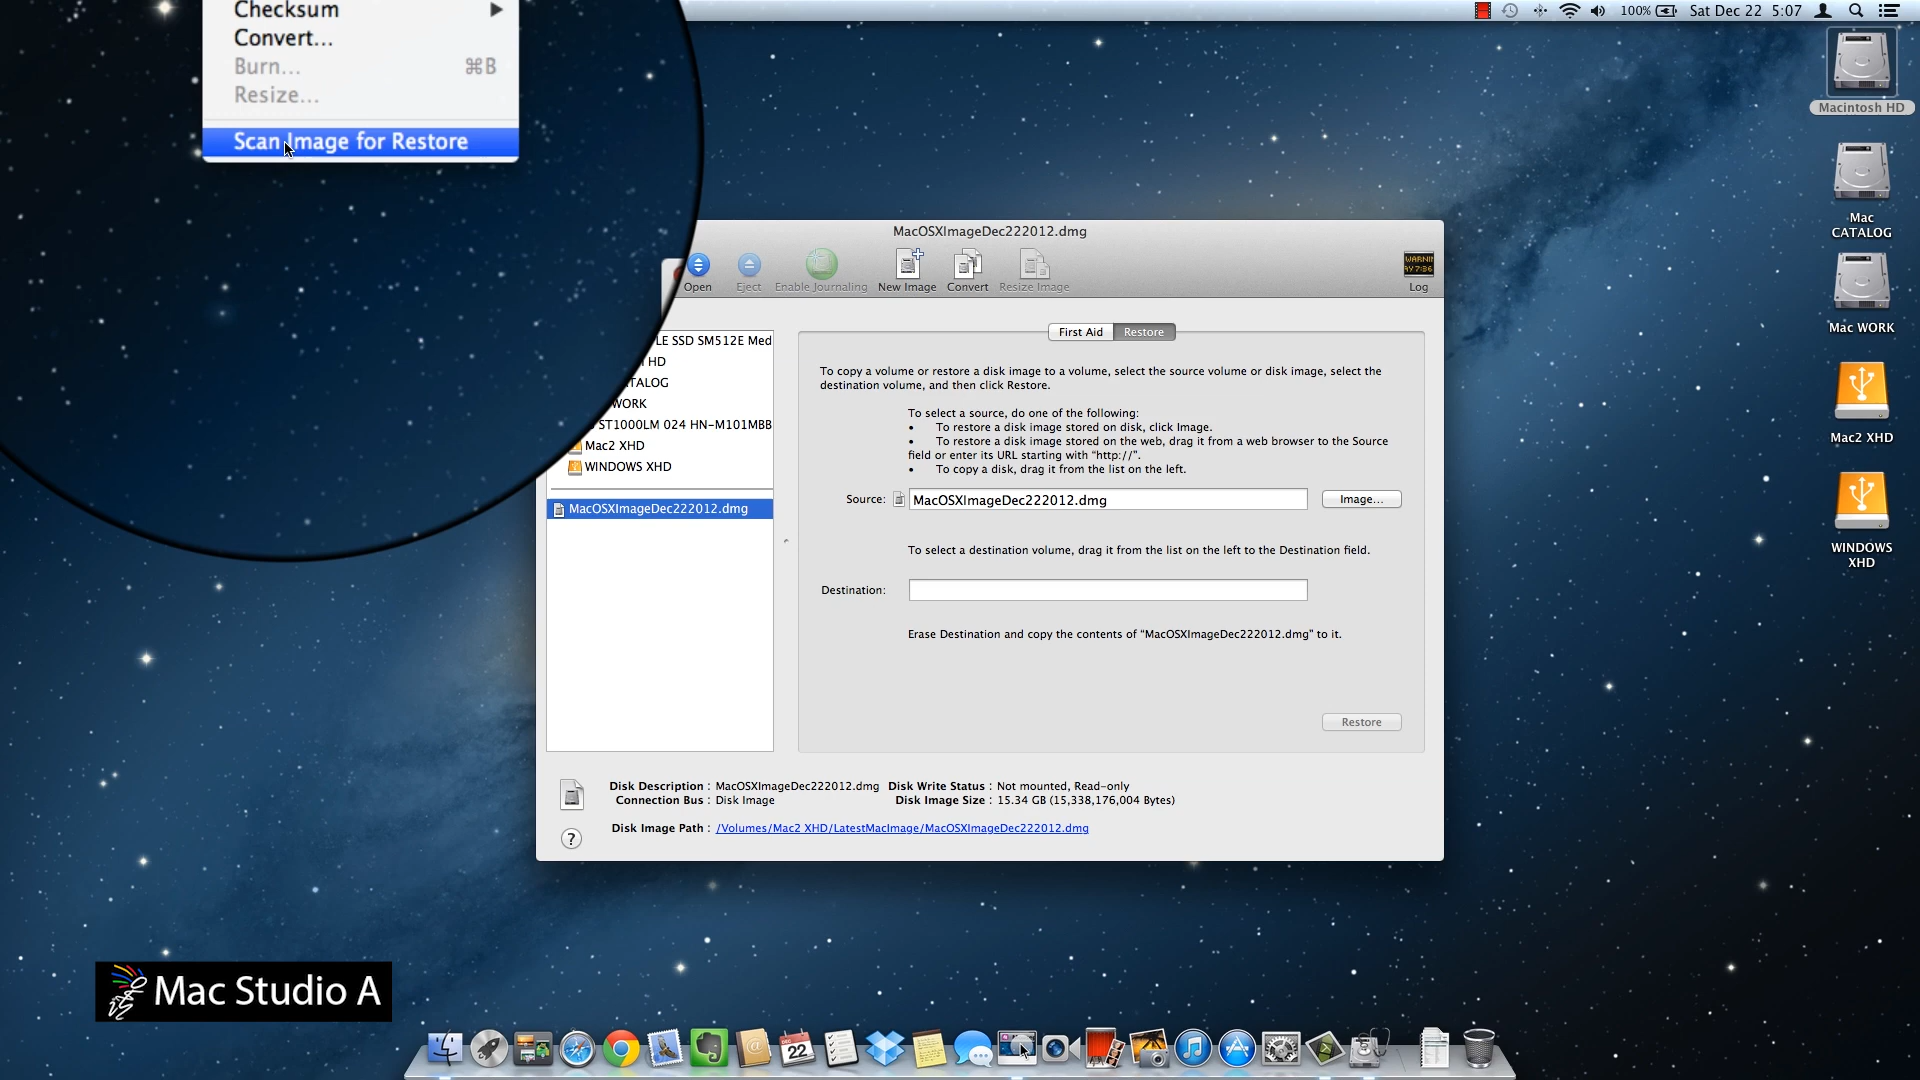 Checksum
Convert...
Burn... ⌘B
Resize...
Scan Image for Restore
100% Sat Dec 22 5:07
Macintosh HD
Mac
CATALOG
Mac WORK
Mac2 XHD
WINDOWS
XHD
MacOSXImageDec222012.dmg
Open Eject Enable Journaling New Image Convert Resize Image Log
WARNIN
AY 7:36
LE SSD SM512E Med
HD
TALOG
WORK
ST1000LM 024 HN-M101MBB
Mac2 XHD
WINDOWS XHD
MacOSXImageDec222012.dmg
First Aid Restore
To copy a volume or restore a disk image to a volume, select the source volume or disk image, select the
destination volume, and then click Restore.
To select a source, do one of the following:
• To restore a disk image stored on disk, click Image.
• To restore a disk image stored on the web, drag it from a web browser to the Source
field or enter its URL starting with “http://”.
• To copy a disk, drag it from the list on the left.
Source: MacOSXImageDec222012.dmg Image...
To select a destination volume, drag it from the list on the left to the Destination field.
Destination:
Erase Destination and copy the contents of “MacOSXImageDec222012.dmg” to it.
Restore
Disk Description : MacOSXImageDec222012.dmg Disk Write Status : Not mounted, Read-only
Connection Bus : Disk Image Disk Image Size : 15.34 GB (15,338,176,004 Bytes)
Disk Image Path : /Volumes/Mac2 XHD/LatestMacImage/MacOSXImageDec222012.dmg
?
Mac Studio A
22